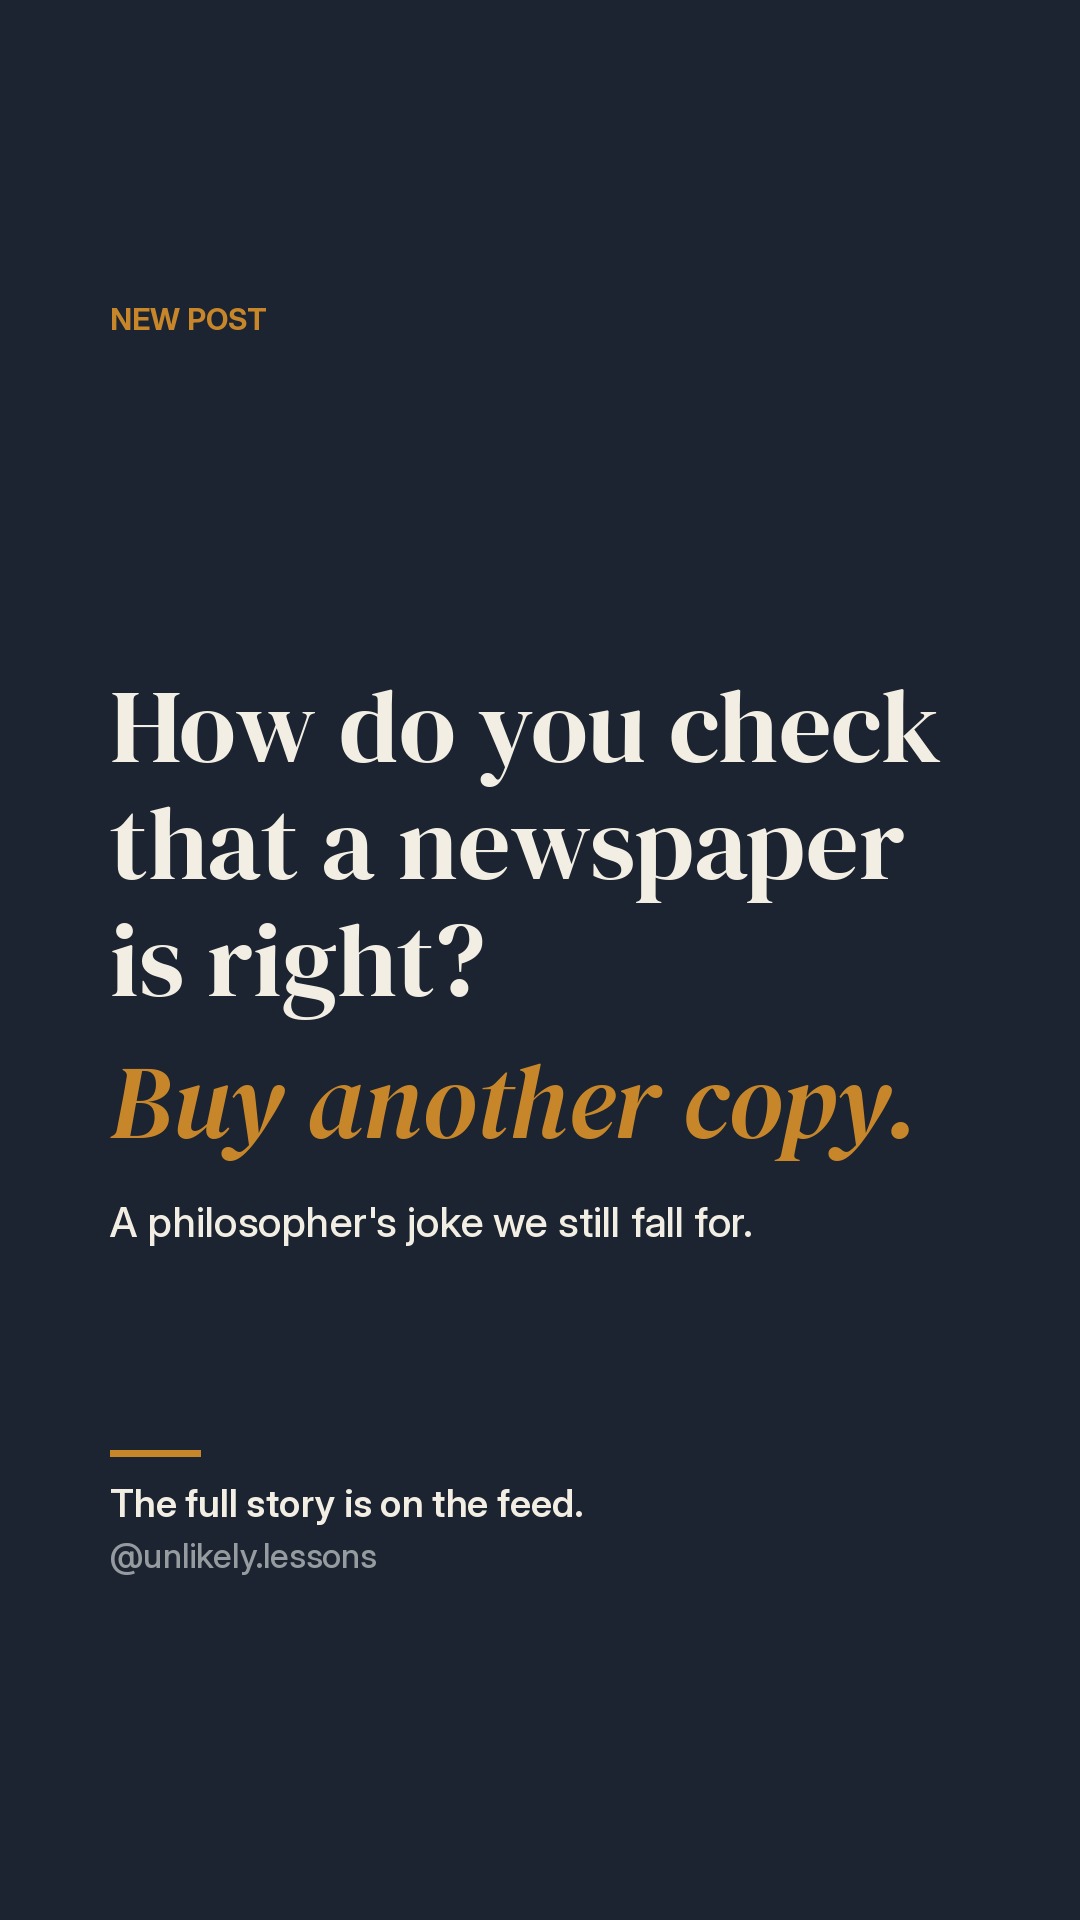 NEW POST
How do you check
that a newspaper
is right?
Buy another copy.
A philosopher's joke we still fall for.
The full story is on the feed.
@unlikely.lessons